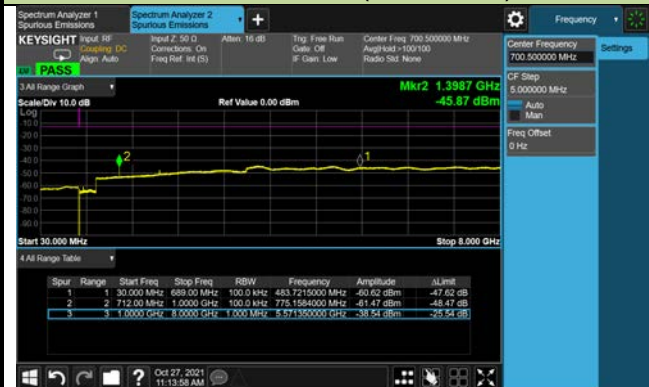 Spectrum Analyzer 1
Spurious Emissions
Spectrum Analyzer 2
Spurious Emissions
Frequency
KEYSIGHT
Input: RF
Coupling: DC
Align: Auto
Input Z: 50 Ω
Corrections: On
Freq Ref: Int (S)
Atten: 16 dB
Trig: Free Run
Gate: Off
IF Gain: Low
Center Freq: 700.500000 MHz
Avg|Hold:>100/100
Radio Std: None
PASS
Center Frequency
700.500000 MHz
Settings
CF Step
5.000000 MHz
Auto
Man
Freq Offset
0 Hz
3 All Range Graph
Mkr2 1.3987 GHz
Scale/Div 10.0 dB
Ref Value 0.00 dBm
-45.87 dBm
Log
-10.0
-20.0
-30.0
-40.0
-50.0
-60.0
-70.0
-80.0
-90.0
2
1
Start 30.000 MHz
Stop 8.000 GHz
4 All Range Table
Spur Range Start Freq Stop Freq RBW Frequency Amplitude ΔLimit
1 1 30.000 MHz 689.00 MHz 100.0 kHz 483.7215000 MHz -60.62 dBm -47.62 dB
2 2 712.00 MHz 1.0000 GHz 100.0 kHz 775.1584000 MHz -61.47 dBm -48.47 dB
3 3 1.0000 GHz 8.0000 GHz 1.000 MHz 5.571350000 GHz -38.54 dBm -25.54 dB
?
Oct 27, 2021
11:13:58 AM